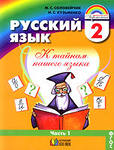 М.С. СОЛОВЕЙЧИК
Н.С. КУЗЬМЕНКО
РУССКИЙ
ЯЗЫК
2
К тайнам
нашего языка
Часть 1